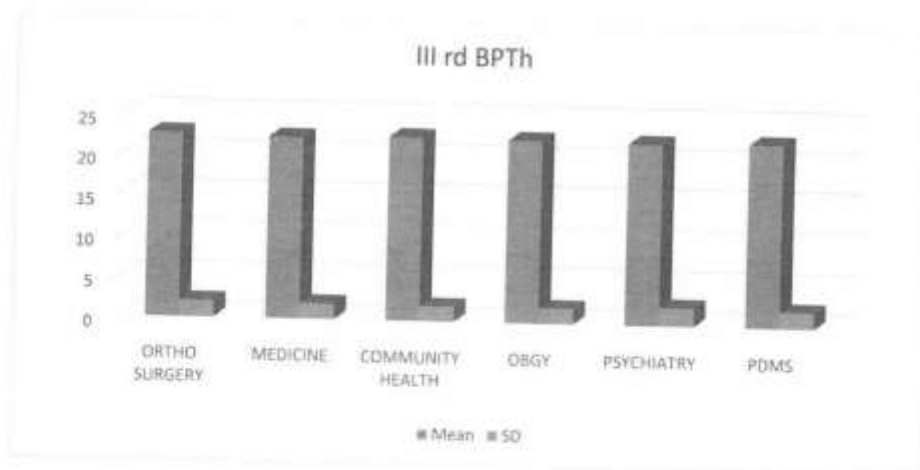 III rd BPTh
25
20
15
10
5
0
ORTHO SURGERY
MEDICINE
COMMUNITY HEALTH
OBGY
PSYCHIATRY
PDMS
Mean SD